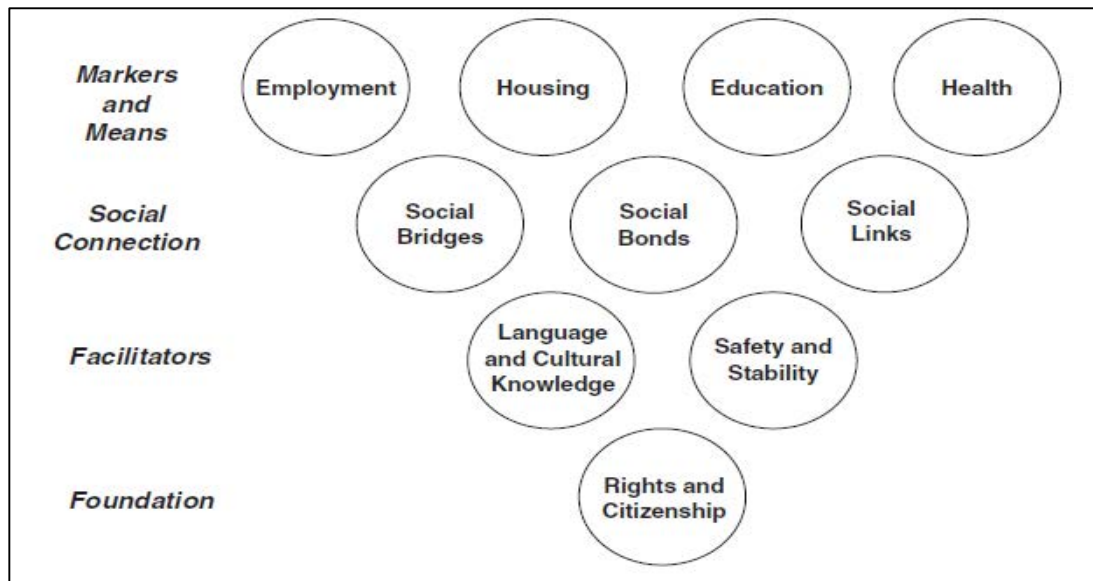 Markers
and
Means
Employment
Housing
Education
Health
Social
Connection
Social
Bridges
Social
Bonds
Social
Links
Facilitators
Language
and Cultural
Knowledge
Safety and
Stability
Foundation
Rights and
Citizenship